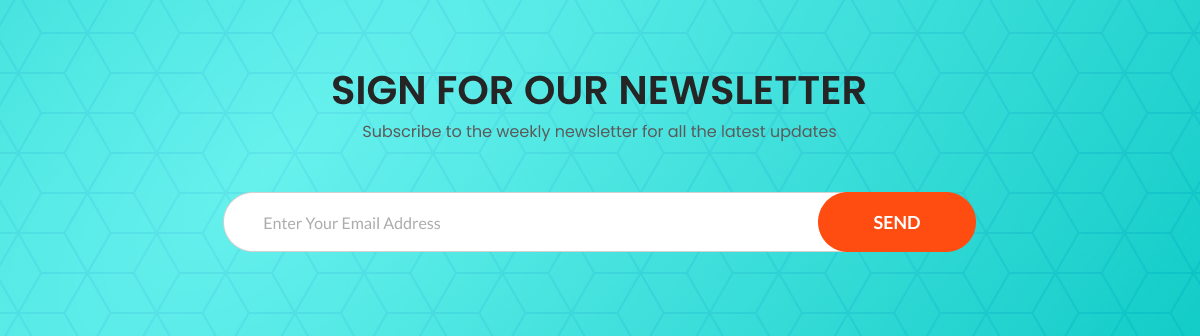 SIGN FOR OUR NEWSLETTER
Subscribe to the weekly newsletter for all the latest updates
Enter Your Email Address
SEND